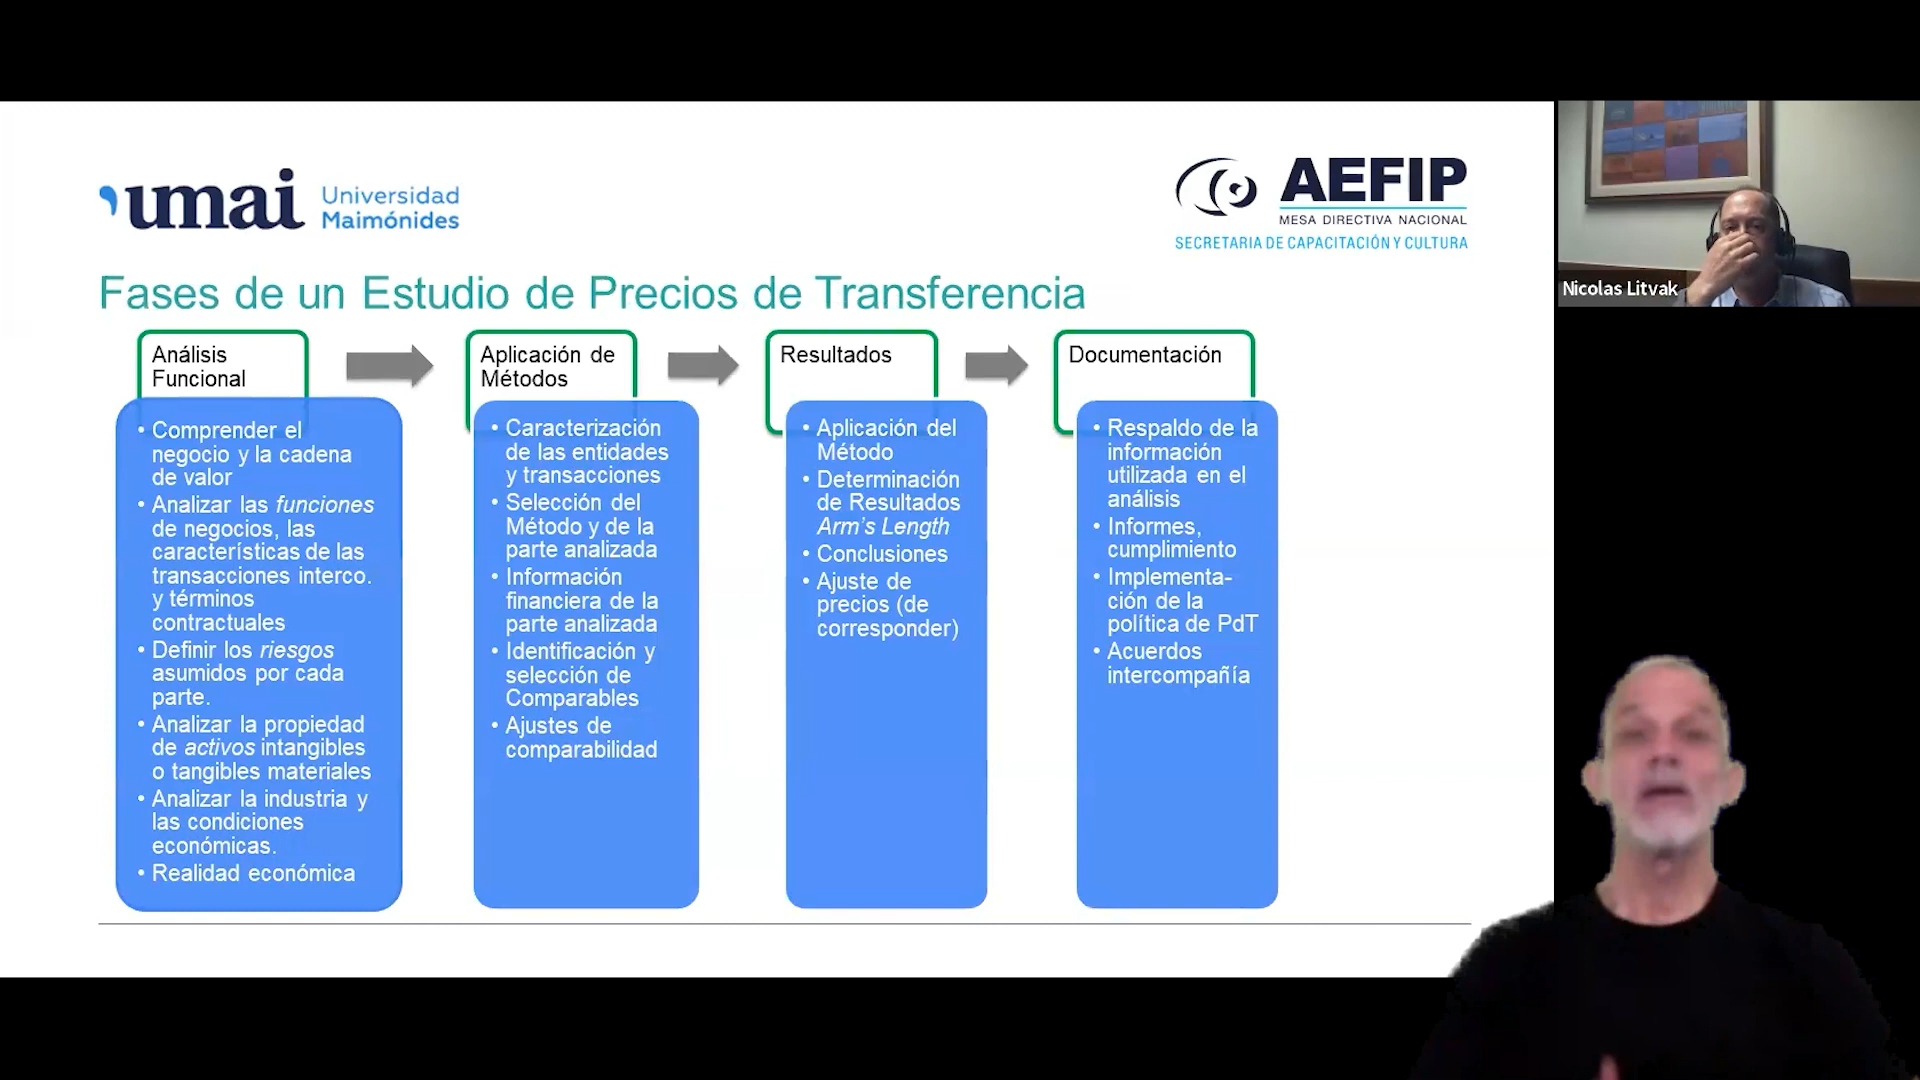 umai
Universidad
Maimónides
AEFIP
MESA DIRECTIVA NACIONAL
SECRETARIA DE CAPACITACIÓN Y CULTURA
Fases de un Estudio de Precios de Transferencia
Análisis
Funcional
• Comprender el
negocio y la cadena
de valor
• Analizar las funciones
de negocios, las
características de las
transacciones interco.
y términos
contractuales
• Definir los riesgos
asumidos por cada
parte.
• Analizar la propiedad
de activos intangibles
o tangibles materiales
• Analizar la industria y
las condiciones
económicas.
• Realidad económica
Aplicación de
Métodos
• Caracterización
de las entidades
y transacciones
• Selección del
Método y de la
parte analizada
• Información
financiera de la
parte analizada
• Identificación y
selección de
Comparables
• Ajustes de
comparabilidad
Resultados
• Aplicación del
Método
• Determinación
de Resultados
Arm’s Length
• Conclusiones
• Ajuste de
precios (de
corresponder)
Documentación
• Respaldo de la
información
utilizada en el
análisis
• Informes,
cumplimiento
• Implementa-
ción de la
política de PdT
• Acuerdos
intercompañía
Nicolas Litvak